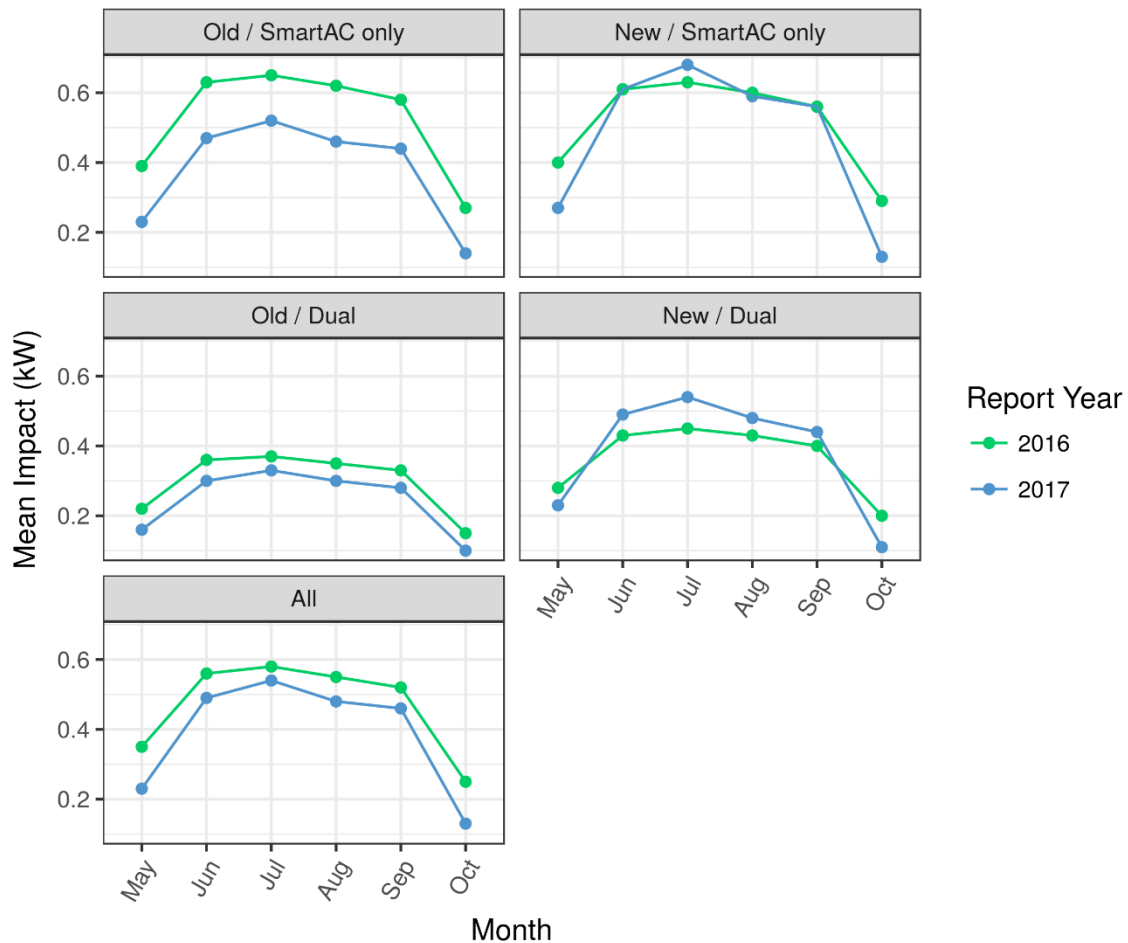 Old / SmartAC only
New / SmartAC only
0.6
0.4
0.2
Old / Dual
New / Dual
0.6
0.4
0.2
May
Jun
Jul
Aug
Sep
Oct
All
0.6
0.4
0.2
May
Jun
Jul
Aug
Sep
Oct
Mean Impact (kW)
Month
Report Year
2016
2017